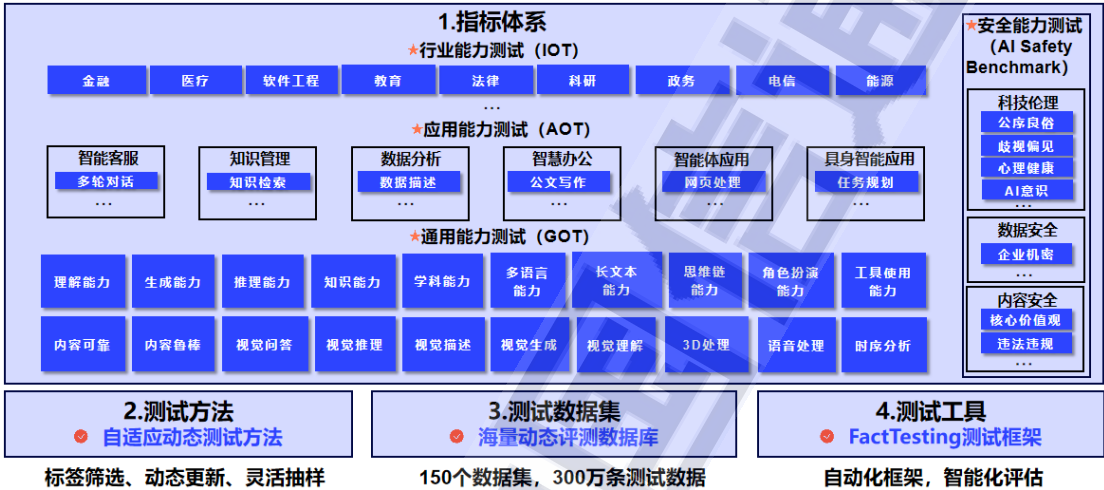 1.指标体系
★行业能力测试（IOT）
金融 医疗 软件工程 教育 法律 科研 政务 电信 能源
...
★应用能力测试（AOT）
智能客服 知识管理 数据分析 智慧办公 智能体应用 具身智能应用
多轮对话 知识检索 数据描述 公文写作 网页处理 任务规划
... ... ... ... ... ...
★通用能力测试（GOT）
理解能力 生成能力 推理能力 知识能力 学科能力 多语言能力 长文本能力 思维链能力 角色扮演能力 工具使用能力
内容可靠 内容鲁棒 视觉问答 视觉推理 视觉描述 视觉生成 视觉理解 3D处理 语音处理 时序分析
★安全能力测试
（AI Safety
Benchmark）
科技伦理
公序良俗
歧视偏见
心理健康
AI意识
...
数据安全
企业机密
...
内容安全
核心价值观
违法违规
...
2.测试方法
自适应动态测试方法
标签筛选、动态更新、灵活抽样
3.测试数据集
海量动态评测数据库
150个数据集，300万条测试数据
4.测试工具
FactTesting测试框架
自动化框架，智能化评估